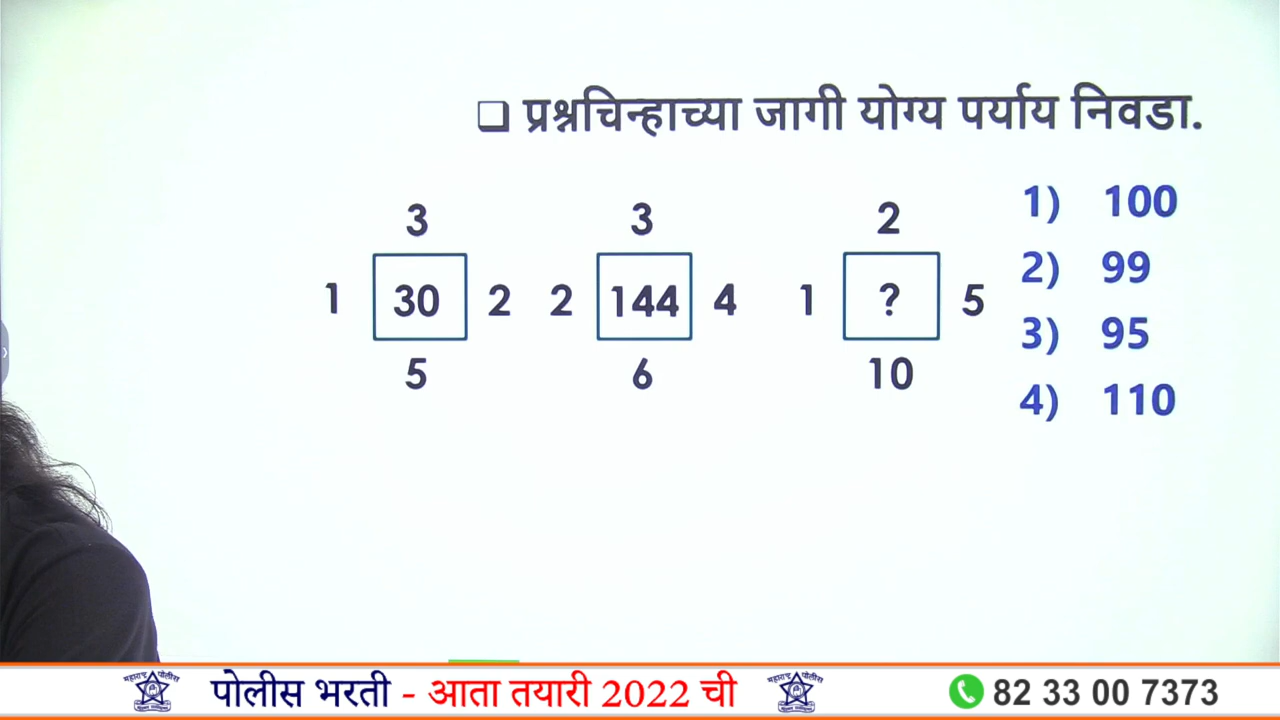 ❑ प्रश्नचिन्हाच्या जागी योग्य पर्याय निवडा.
3 3 2
1 30 2 2 144 4 1 ? 5
5 6 10
1) 100
2) 99
3) 95
4) 110
पोलीस भरती - आता तयारी 2022 ची
82 33 00 7373